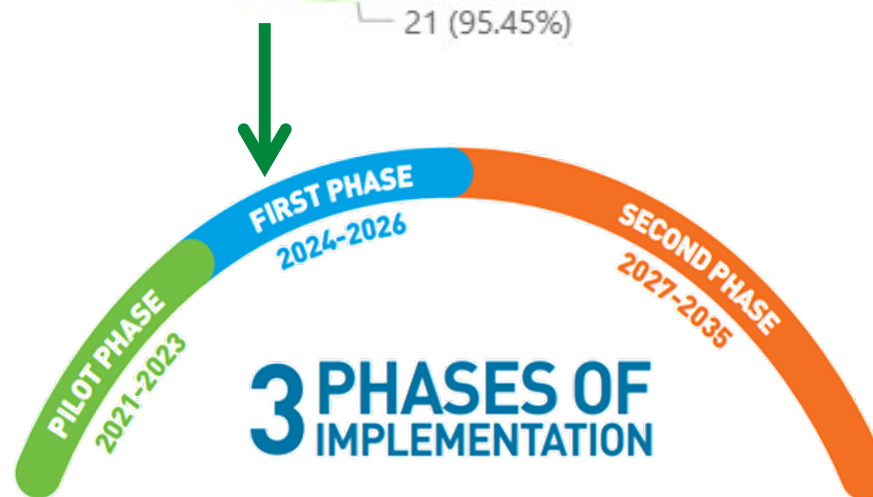 21 (95.45%)
PILOT PHASE
2021-2023
FIRST PHASE
2024-2026
SECOND PHASE
2027-2035
3 PHASES OF
IMPLEMENTATION